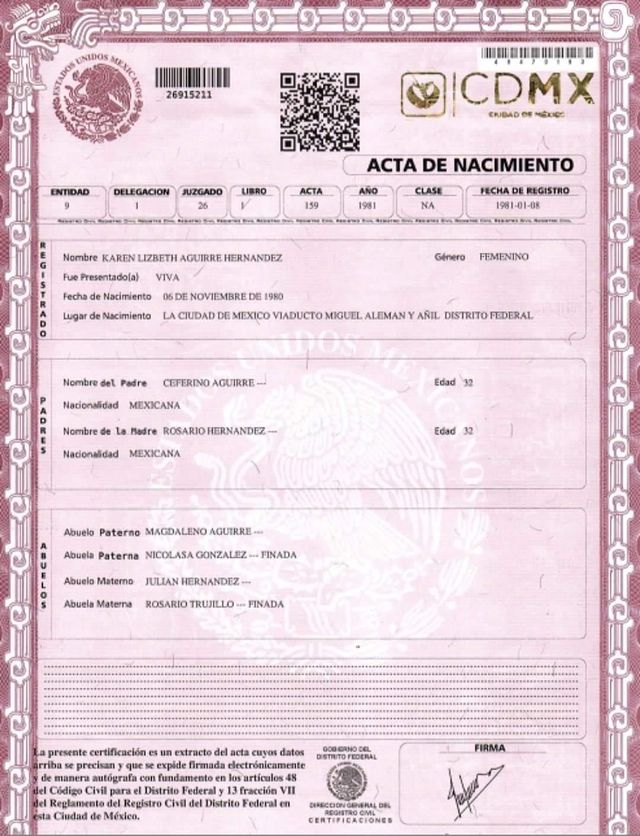 ESTADOS UNIDOS MEXICANOS
26915211
CDMX
CIUDAD DE MÉXICO
ACTA DE NACIMIENTO
ENTIDAD DELEGACION JUZGADO LIBRO ACTA AÑO CLASE FECHA DE REGISTRO
9 1 26 1 159 1981 NA 1981-01-08
REGISTRADO
Nombre KAREN LIZBETH AGUIRRE HERNANDEZ Género FEMENINO
Fue Presentado(a) VIVA
Fecha de Nacimiento 06 DE NOVIEMBRE DE 1980
Lugar de Nacimiento LA CIUDAD DE MEXICO VIADUCTO MIGUEL ALEMAN Y AÑIL DISTRITO FEDERAL
ESTADOS UNIDOS MEXICANOS
PADRES
Nombre del Padre CEFERINO AGUIRRE --- Edad 32
Nacionalidad MEXICANA
Nombre de la Madre ROSARIO HERNANDEZ --- Edad 32
Nacionalidad MEXICANA
ABUELOS
Abuelo Paterno MAGDALENO AGUIRRE ---
Abuela Paterna NICOLASA GONZALEZ --- FINADA
Abuelo Materno JULIAN HERNANDEZ ---
Abuela Materna ROSARIO TRUJILLO --- FINADA
La presente certificación es un extracto del acta cuyos datos
arriba se precisan y que se expide firmada electrónicamente
y de manera autógrafa con fundamento en los artículos 48
del Código Civil para el Distrito Federal y 13 fracción VII
del Reglamento del Registro Civil del Distrito Federal en
esta Ciudad de México.
GOBIERNO DEL
DISTRITO FEDERAL
DIRECCION GENERAL DEL
REGISTRO CIVIL
CERTIFICACIONES
FIRMA